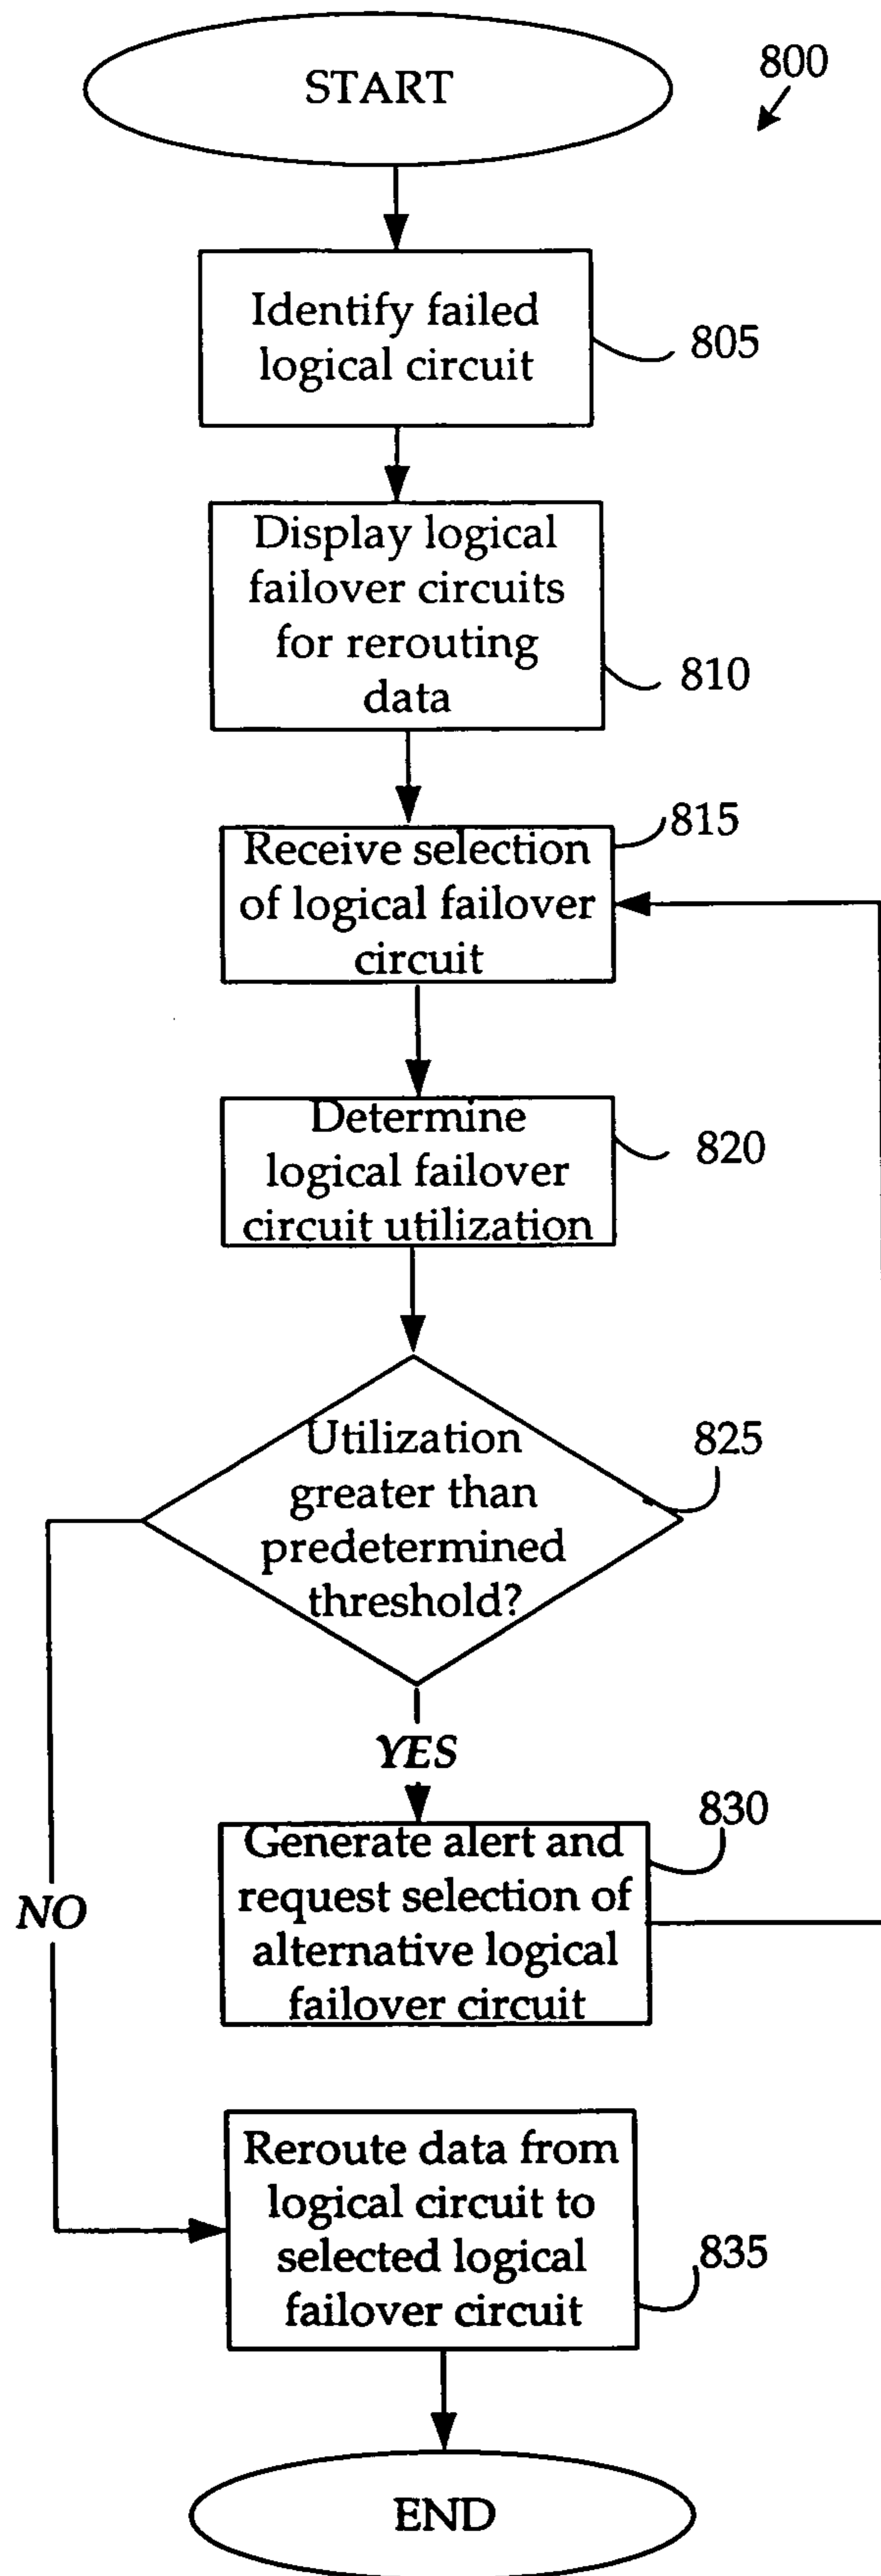 START
800
Identify failed
logical circuit
805
Display logical
failover circuits
for rerouting
data
810
815
Receive selection
of logical failover
circuit
Determine
logical failover
circuit utilization
820
Utilization
greater than
predetermined
threshold?
825
YES
830
Generate alert and
request selection of
alternative logical
failover circuit
NO
Reroute data from
logical circuit to
selected logical
failover circuit
835
END